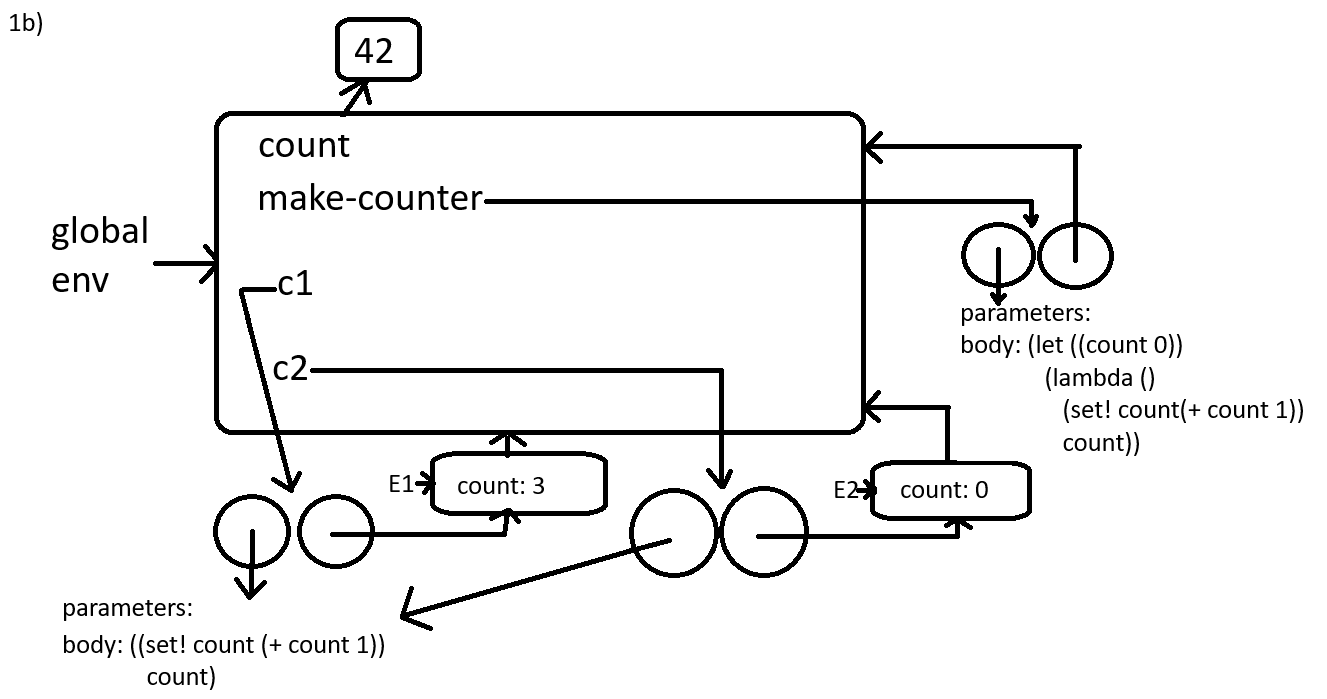 1b)
42
count
make-counter
global
env
c1
c2
parameters:
body: (let ((count 0))
(lambda ()
(set! count(+ count 1))
count))
E1
count: 3
E2
count: 0
parameters:
body: ((set! count (+ count 1))
count)